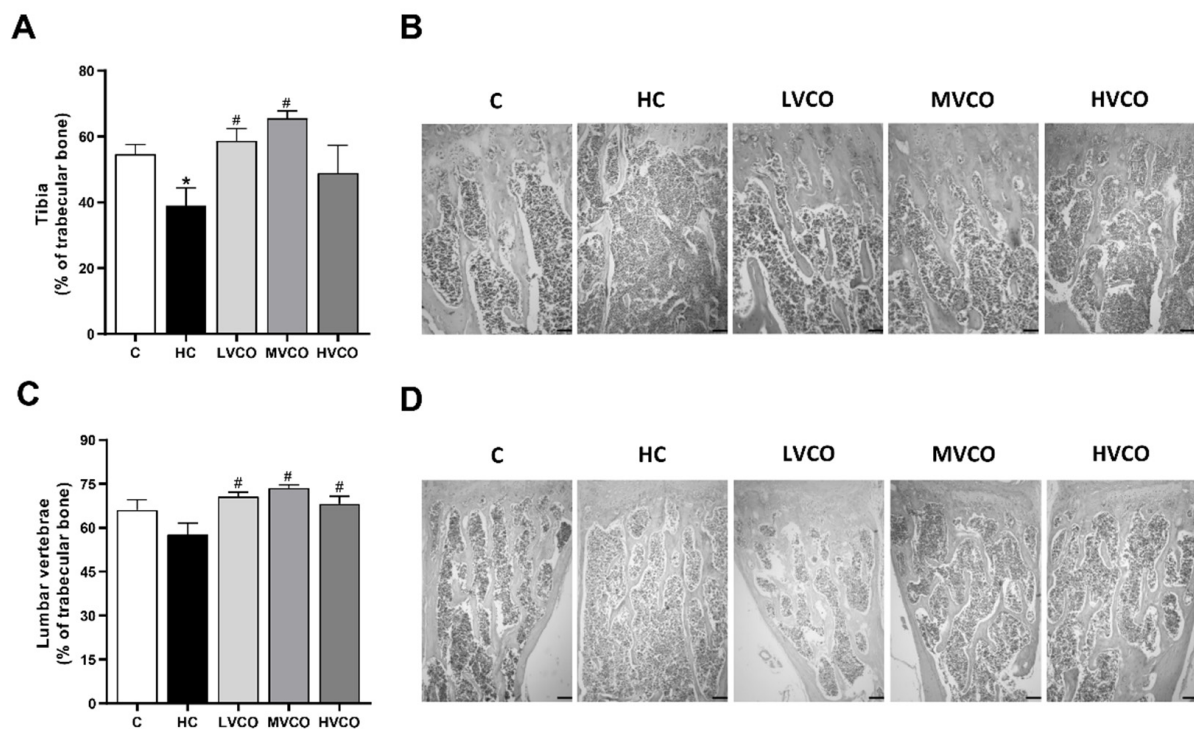 A
Tibia
(% of trabecular bone)
80
60
40
20
0
*
#
#
C HC LVCO MVCO HVCO
B
C HC LVCO MVCO HVCO
C
Lumbar vertebrae
(% of trabecular bone)
90
75
60
45
30
15
0
#
#
#
C HC LVCO MVCO HVCO
D
C HC LVCO MVCO HVCO